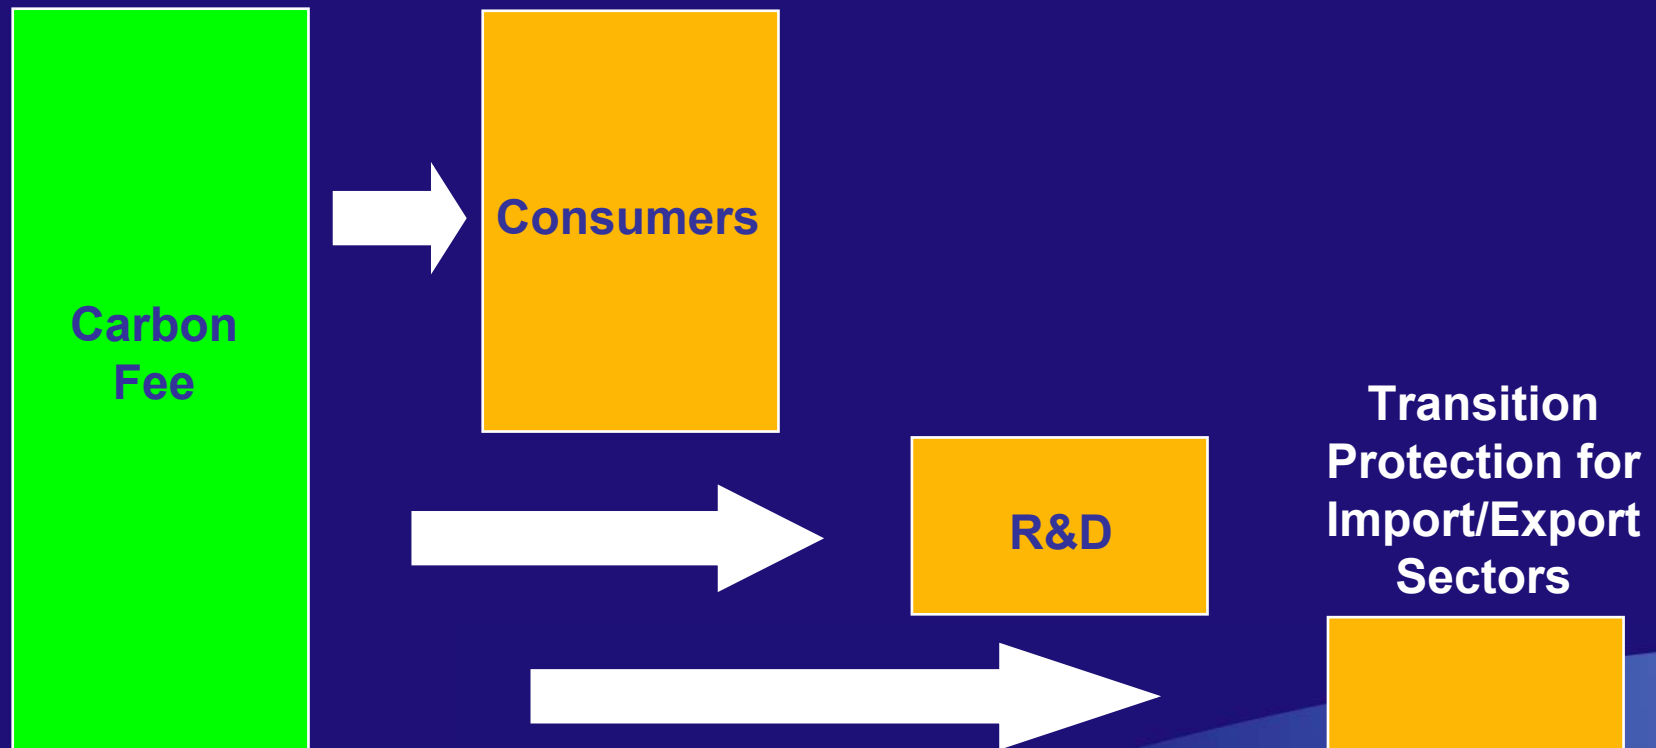 Carbon
Fee
Consumers
R&D
Transition
Protection for
Import/Export
Sectors